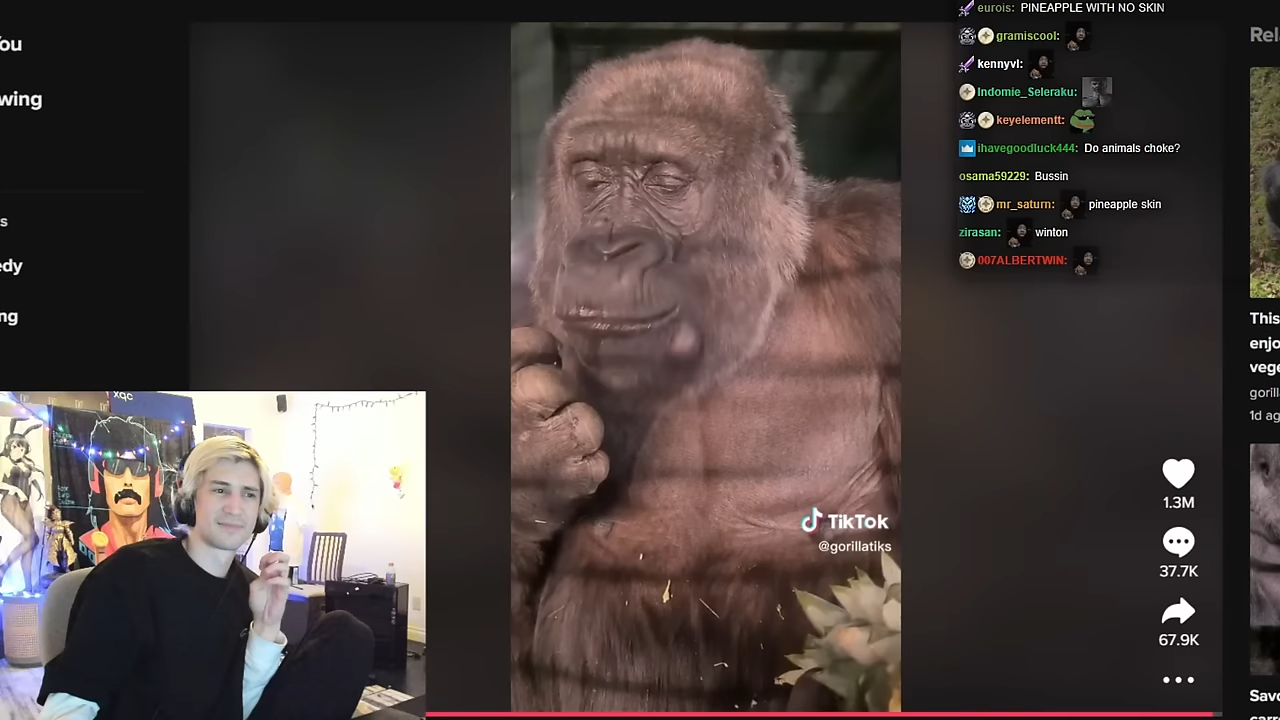 You
wing
s
edy
ng
eurois: PINEAPPLE WITH NO SKIN
gramiscool:
kennyvl:
Indomie_Seleraku:
keyelementt:
ihavegoodluck444: Do animals choke?
osama59229: Bussin
mr_saturn: pineapple skin
zirasan: winton
007ALBERTWIN:
Rel
This
enjo
vege
gorill
1d ag
1.3M
37.7K
67.9K
Savo
xqc
TikTok
@gorillatiks